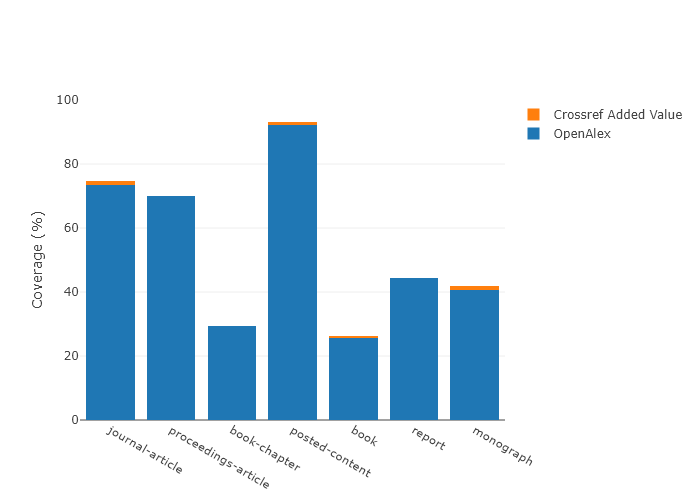 100
80
60
40
20
0
Coverage (%)
journal-article
proceedings-article
book-chapter
posted-content
book
report
monograph
Crossref Added Value
OpenAlex